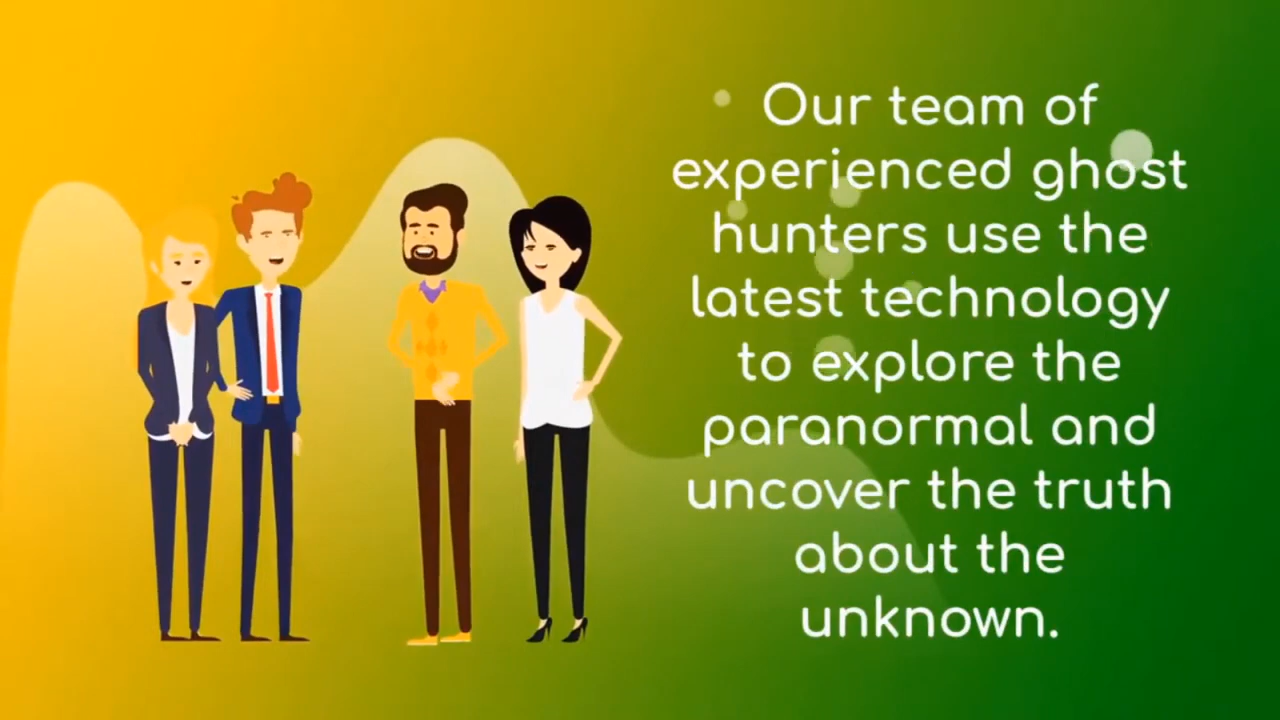 Our team of
experienced ghost
hunters use the
latest technology
to explore the
paranormal and
uncover the truth
about the
unknown.